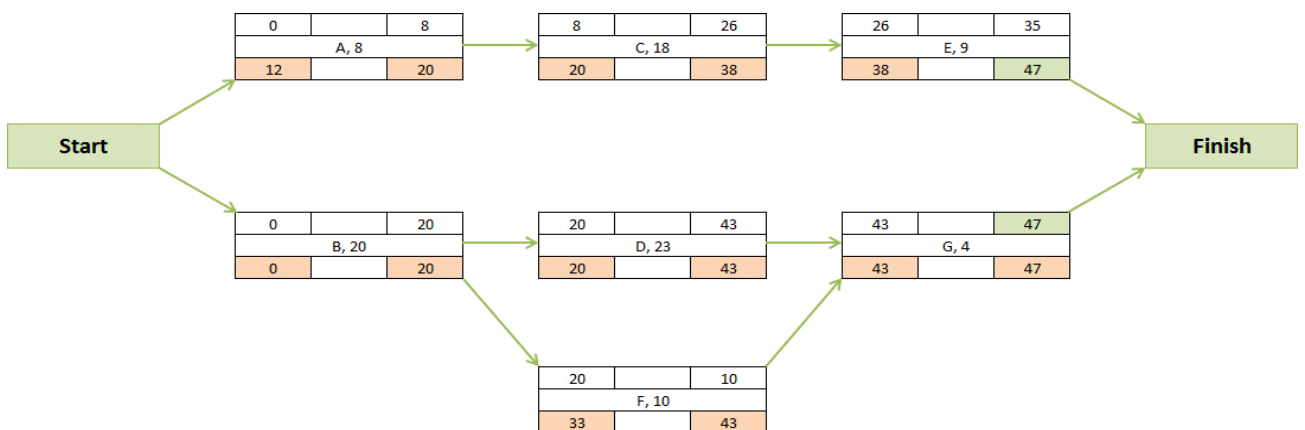 0 8
A, 8
12 20
8 26
C, 18
20 38
26 35
E, 9
38 47
Start
Finish
0 20
B, 20
0 20
20 43
D, 23
20 43
43 47
G, 4
43 47
20 10
F, 10
33 43